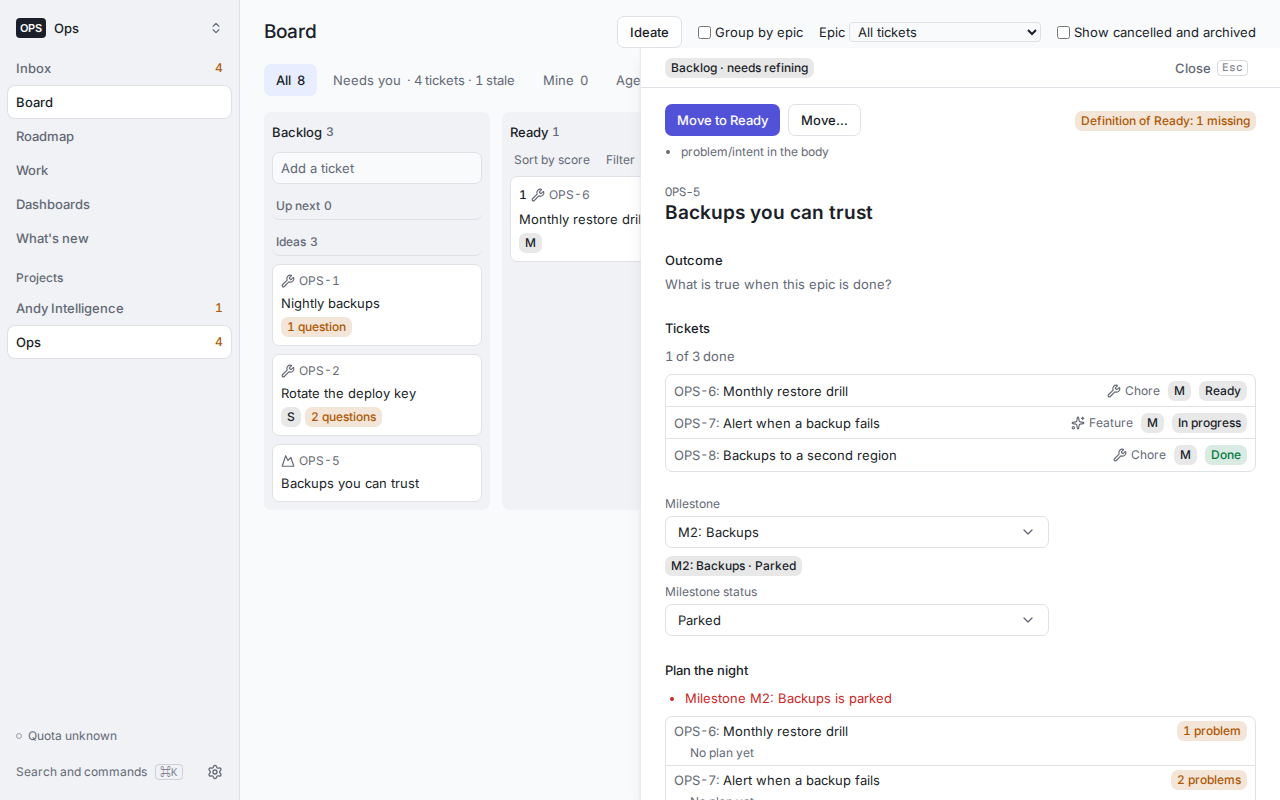 OPS Ops
Inbox 4
Board
Roadmap
Work
Dashboards
What's new
Projects
Andy Intelligence 1
Ops 4
Quota unknown
Search and commands ⌘K
Board
Ideate
Group by epic
Epic All tickets
Show cancelled and archived
All 8
Needs you · 4 tickets · 1 stale
Mine 0
Age
Backlog 3
Add a ticket
Up next 0
Ideas 3
OPS-1
Nightly backups
1 question
OPS-2
Rotate the deploy key
S 2 questions
OPS-5
Backups you can trust
Ready 1
Sort by score Filter
1 OPS-6
Monthly restore dril
M
Backlog · needs refining
Close Esc
Move to Ready Move... Definition of Ready: 1 missing
• problem/intent in the body
OPS-5
Backups you can trust
Outcome
What is true when this epic is done?
Tickets
1 of 3 done
OPS-6: Monthly restore drill Chore M Ready
OPS-7: Alert when a backup fails Feature M In progress
OPS-8: Backups to a second region Chore M Done
Milestone
M2: Backups
M2: Backups · Parked
Milestone status
Parked
Plan the night
• Milestone M2: Backups is parked
OPS-6: Monthly restore drill 1 problem
No plan yet
OPS-7: Alert when a backup fails 2 problems
No plan yet